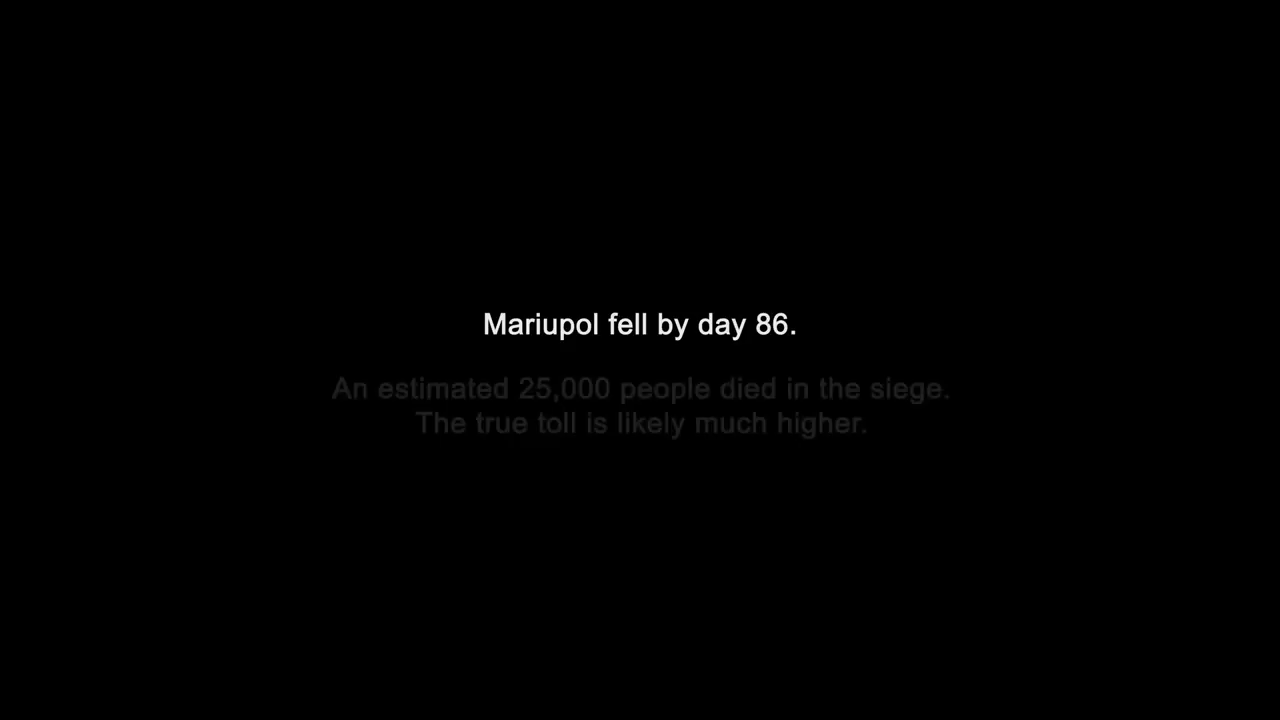 Mariupol fell by day 86.
An estimated 25,000 people died in the siege.
The true toll is likely much higher.